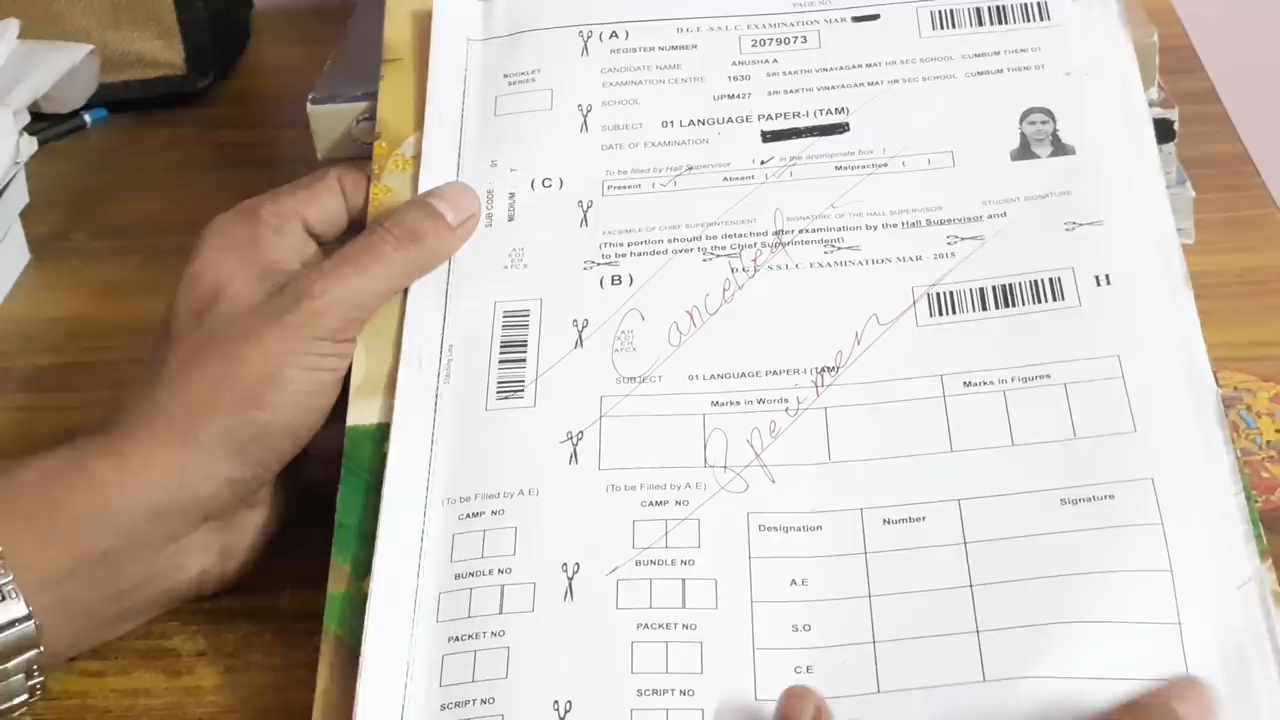 PAGE NO
(A)
D.G.E -S.S.L.C. EXAMINATION MAR
REGISTER NUMBER 2079073
CANDIDATE NAME ANUSHA A
EXAMINATION CENTRE 1630 SRI SAKTHI VINAYAGAR MAT HR SEC SCHOOL CUMBUM THENI DT
SCHOOL UPM427 SRI SAKTHI VINAYAGAR MAT HR SEC SCHOOL CUMBUM THENI DT
SUBJECT 01 LANGUAGE PAPER-I (TAM)
DATE OF EXAMINATION
To be filled by Hall Supervisor ( ✓ in the appropriate box )
Present ( ✓ ) Absent ( ✓ ) Malpractice ( )
BOOKLET
SERIES
(C)
SUB CODE : 01
MEDIUM : T
FACSIMILE OF CHIEF SUPERINTENDENT SIGNATURE OF THE HALL SUPERVISOR STUDENT SIGNATURE
(This portion should be detached after examination by the Hall Supervisor and
to be handed over to the Chief Superintendent)
(B)
D.G.E -S.S.L.C. EXAMINATION MAR - 2015
H
Cancelled
Specimen
Stitching Line
SUBJECT 01 LANGUAGE PAPER-I (TAM)
Marks in Words Marks in Figures
(To be Filled by A.E)
CAMP NO
BUNDLE NO
PACKET NO
SCRIPT NO
(To be Filled by A.E)
CAMP NO
BUNDLE NO
PACKET NO
SCRIPT NO
Designation Number Signature
A.E
S.O
C.E